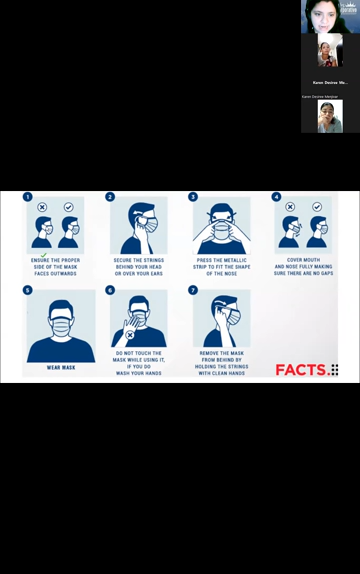 Karen Desiree Me...
Karen Desiree Menjivar
1
ENSURE THE PROPER
SIDE OF THE MASK
FACES OUTWARDS
2
SECURE THE STRINGS
BEHIND YOUR HEAD
OR OVER YOUR EARS
3
PRESS THE METALLIC
STRIP TO FIT THE SHAPE
OF THE NOSE
4
COVER MOUTH
AND NOSE FULLY MAKING
SURE THERE ARE NO GAPS
5
WEAR MASK
6
DO NOT TOUCH THE
MASK WHILE USING IT,
IF YOU DO
WASH YOUR HANDS
7
REMOVE THE MASK
FROM BEHIND BY
HOLDING THE STRINGS
WITH CLEAN HANDS
FACTS.